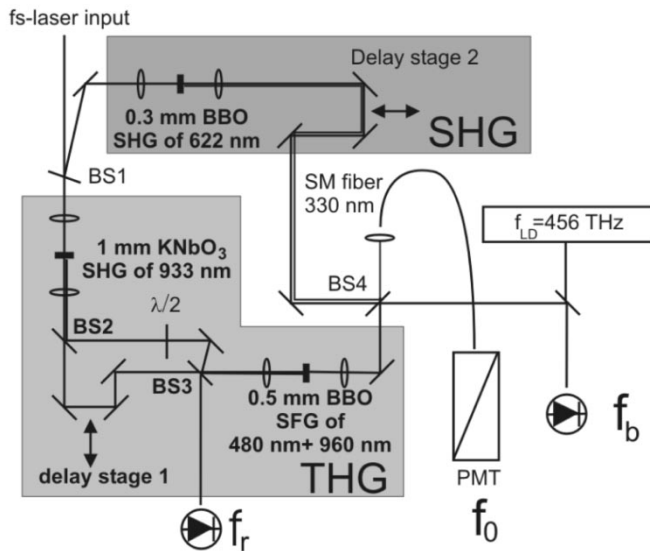 fs-laser input
Delay stage 2
0.3 mm BBO
SHG of 622 nm
SHG
BS1
SM fiber
330 nm
f_LD=456 THz
1 mm KNbO₃
SHG of 933 nm
BS4
λ/2
BS2
BS3
0.5 mm BBO
SFG of
480 nm+ 960 nm
delay stage 1
THG
PMT
f_b
f_r
f_0